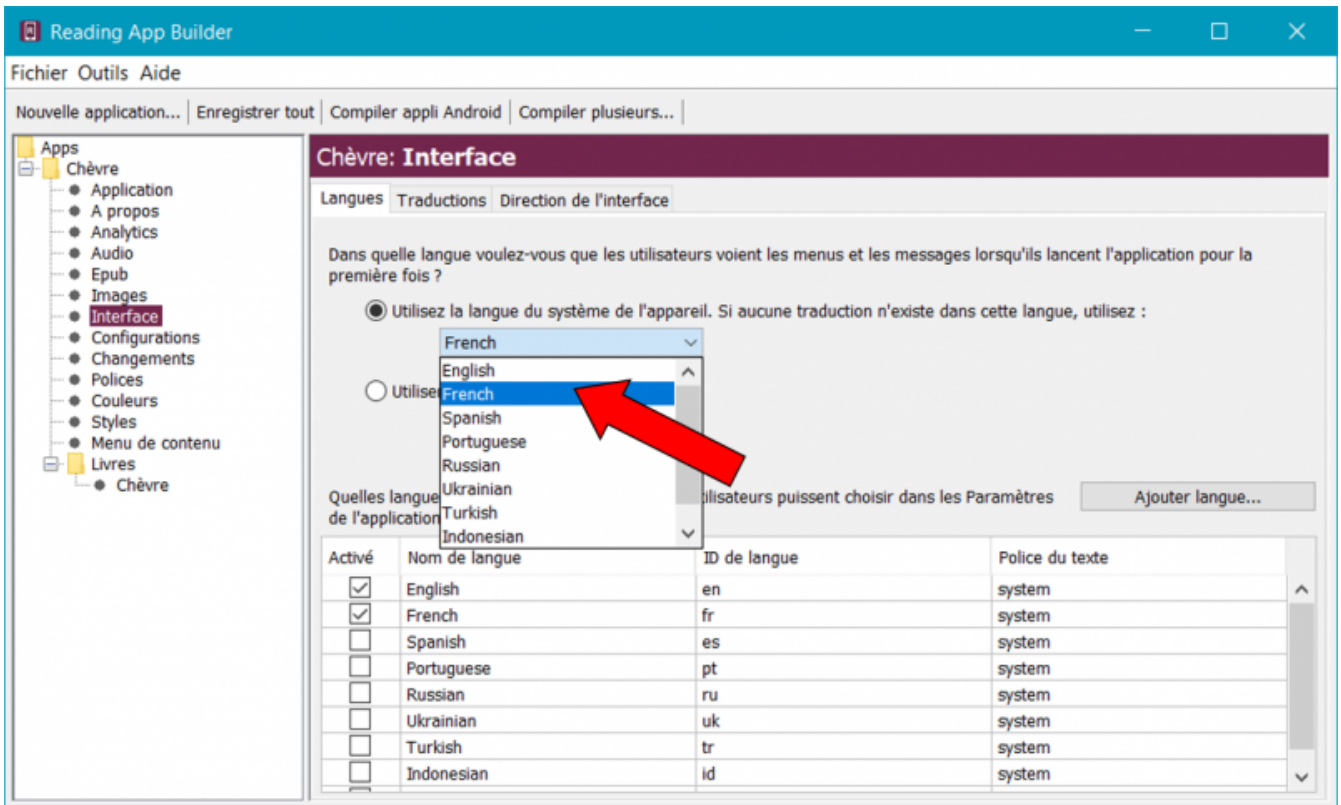 Reading App Builder
Fichier Outils Aide
Nouvelle application... Enregistrer tout Compiler appli Android Compiler plusieurs...
Apps
Chèvre
Application
A propos
Analytics
Audio
Epub
Images
Interface
Configurations
Changements
Polices
Couleurs
Styles
Menu de contenu
Livres
Chèvre
Chèvre: Interface
Langues Traductions Direction de l'interface
Dans quelle langue voulez-vous que les utilisateurs voient les menus et les messages lorsqu'ils lancent l'application pour la
première fois ?
Utilisez la langue du système de l'appareil. Si aucune traduction n'existe dans cette langue, utilisez :
French
English
French
Spanish
Portuguese
Russian
Ukrainian
Turkish
Indonesian
Quelles dans les Paramètres
puissent choisir
de l'application
Ajouter langue...
Activé Nom de langue ID de langue Police du texte
English en system
French fr system
Spanish es system
Portuguese pt system
Russian ru system
Ukrainian uk system
Turkish tr system
Indonesian id system